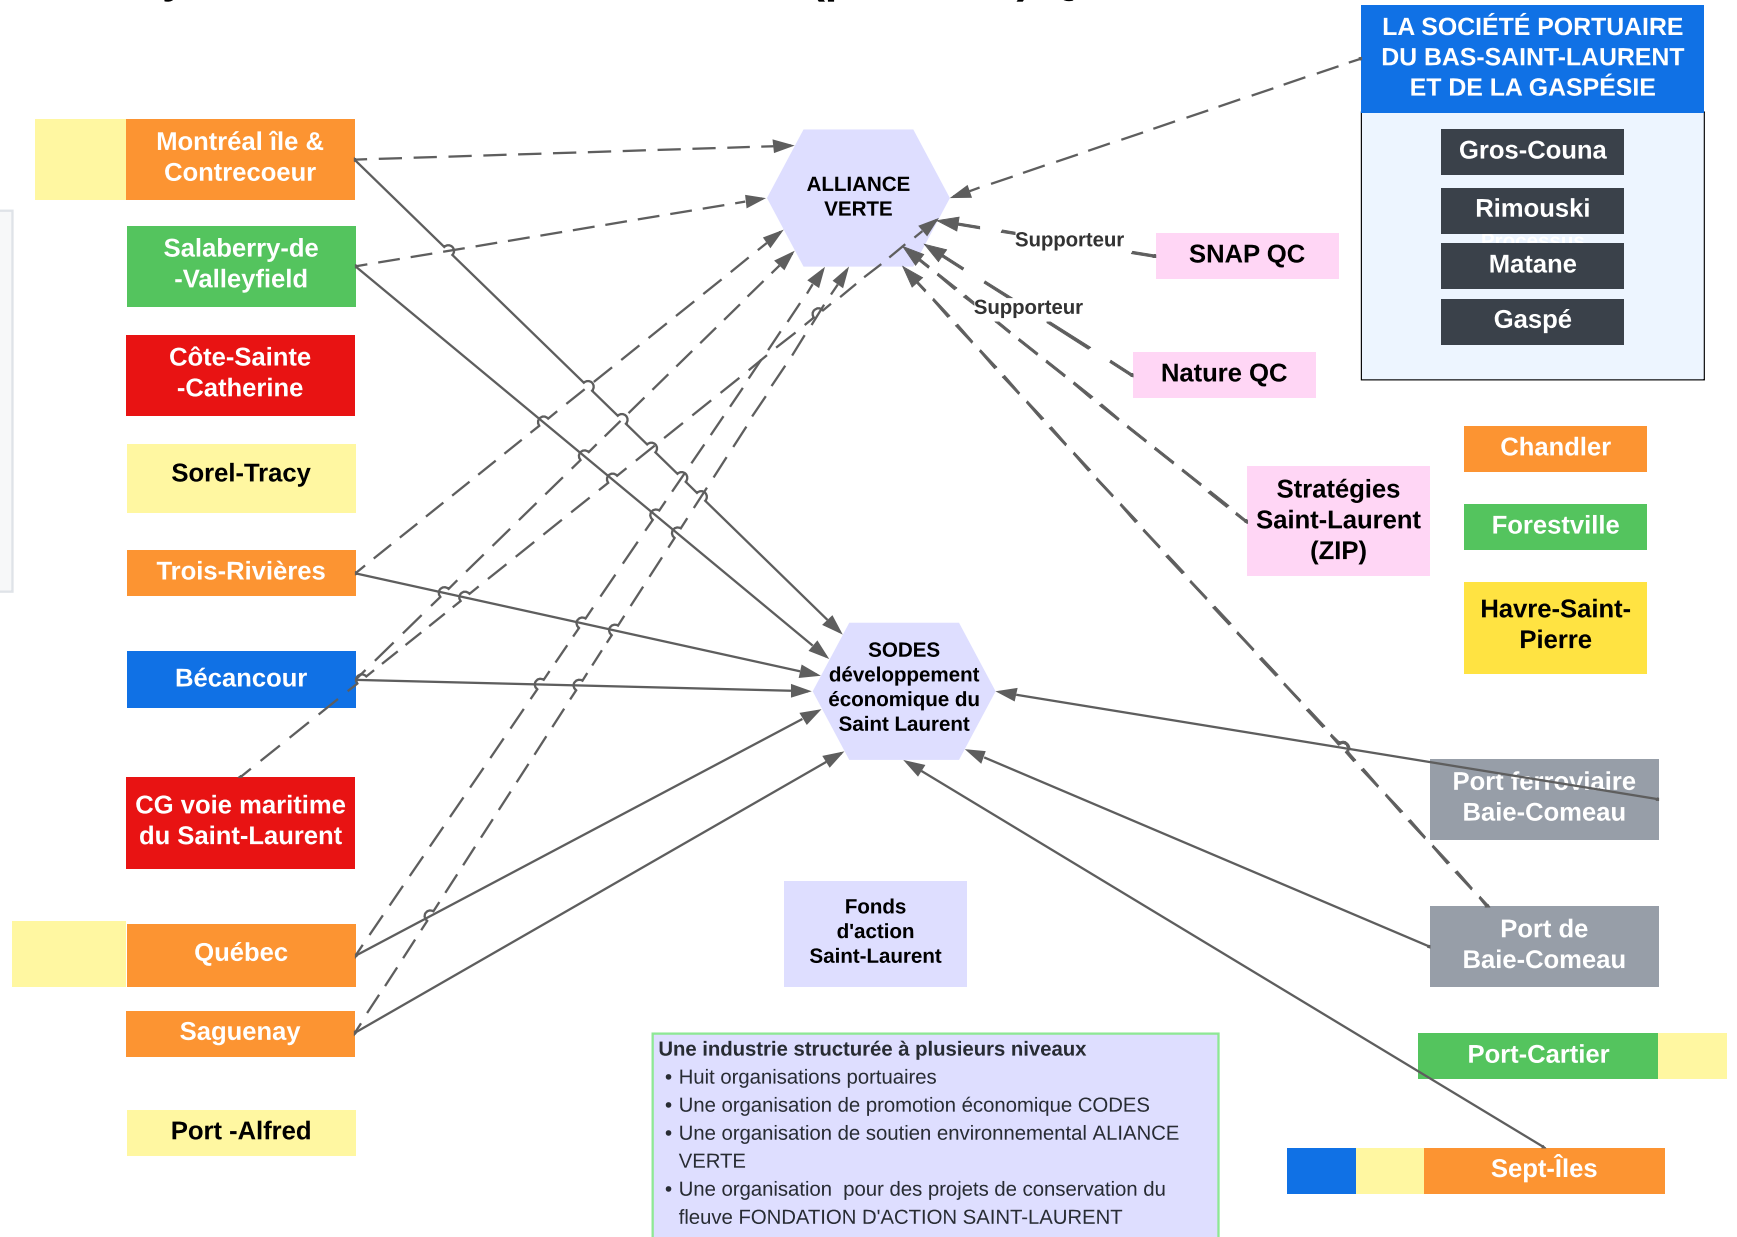 LA SOCIÉTÉ PORTUAIRE
DU BAS-SAINT-LAURENT
ET DE LA GASPÉSIE
Gros-Couna
Rimouski
Matane
Gaspé
Montréal île &
Contrecoeur
Salaberry-de
-Valleyfield
Côte-Sainte
-Catherine
Sorel-Tracy
Trois-Rivières
Bécancour
CG voie maritime
du Saint-Laurent
Québec
Saguenay
Port -Alfred
ALLIANCE
VERTE
Supporteur
SNAP QC
Supporteur
Nature QC
Stratégies
Saint-Laurent
(ZIP)
SODES
développement
économique du
Saint Laurent
Fonds
d'action
Saint-Laurent
Chandler
Forestville
Havre-Saint-
Pierre
Port ferroviaire
Baie-Comeau
Port de
Baie-Comeau
Port-Cartier
Sept-Îles
Une industrie structurée à plusieurs niveaux
• Huit organisations portuaires
• Une organisation de promotion économique CODES
• Une organisation de soutien environnemental ALIANCE
VERTE
• Une organisation  pour des projets de conservation du
fleuve FONDATION D'ACTION SAINT-LAURENT